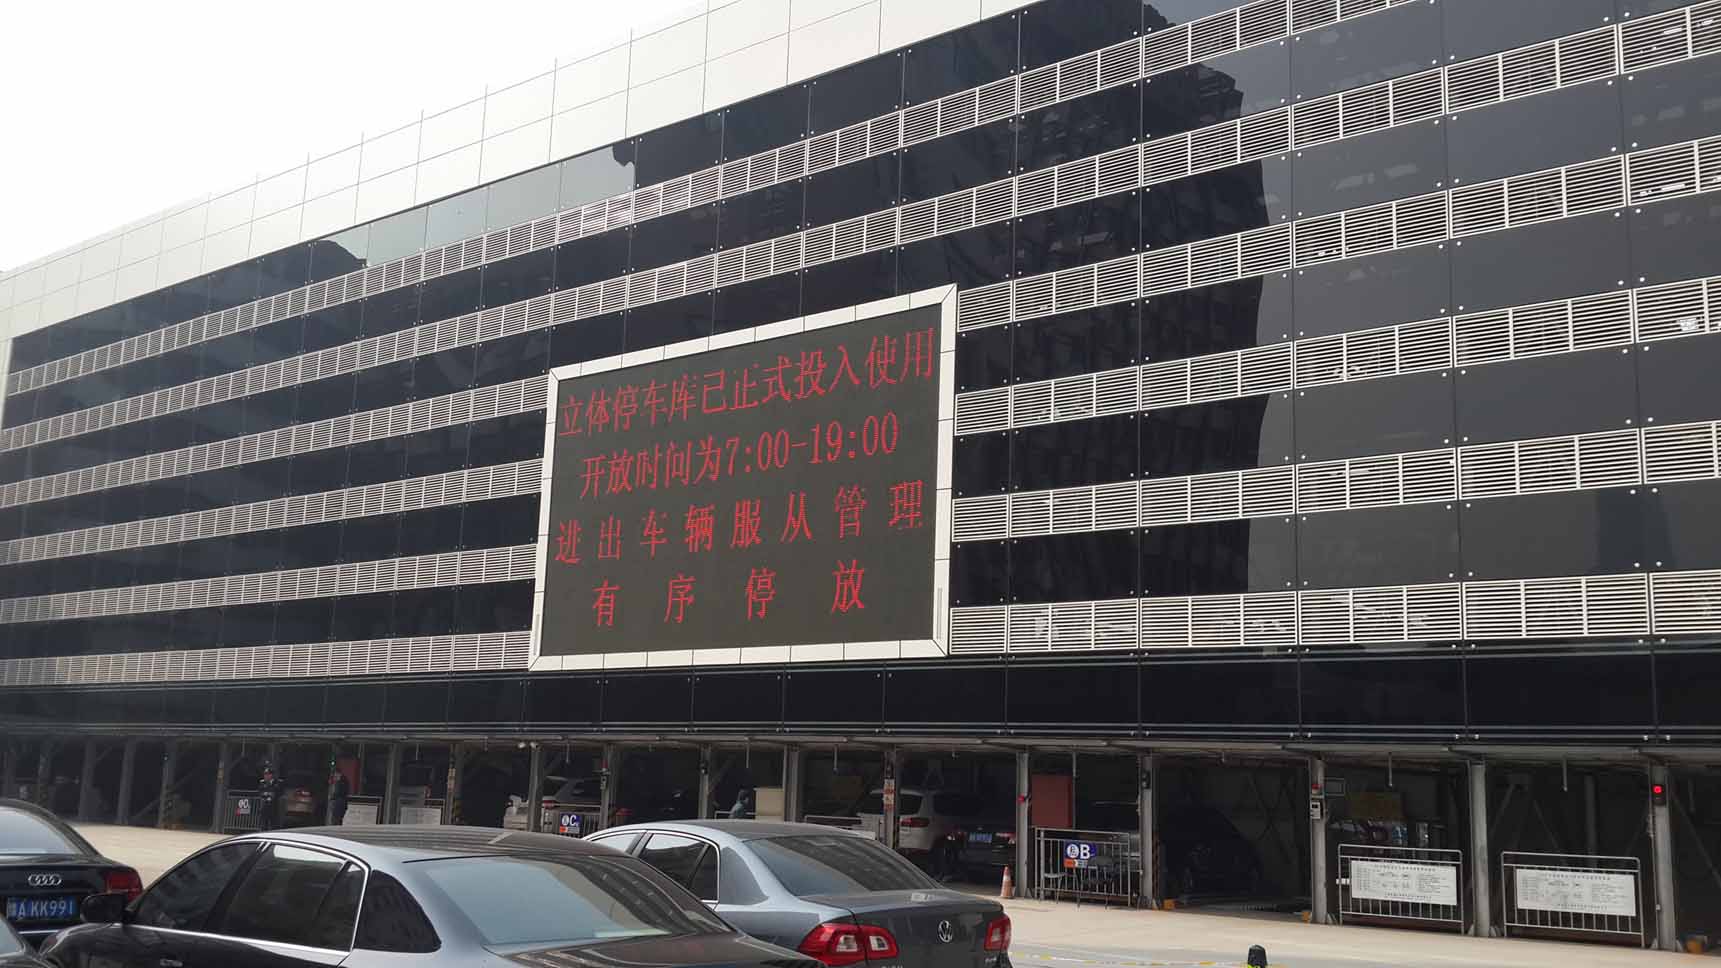 立体停车库已正式投入使用
开放时间为7:00-19:00
进出车辆服从管理
有序停放
C
B
A KK991